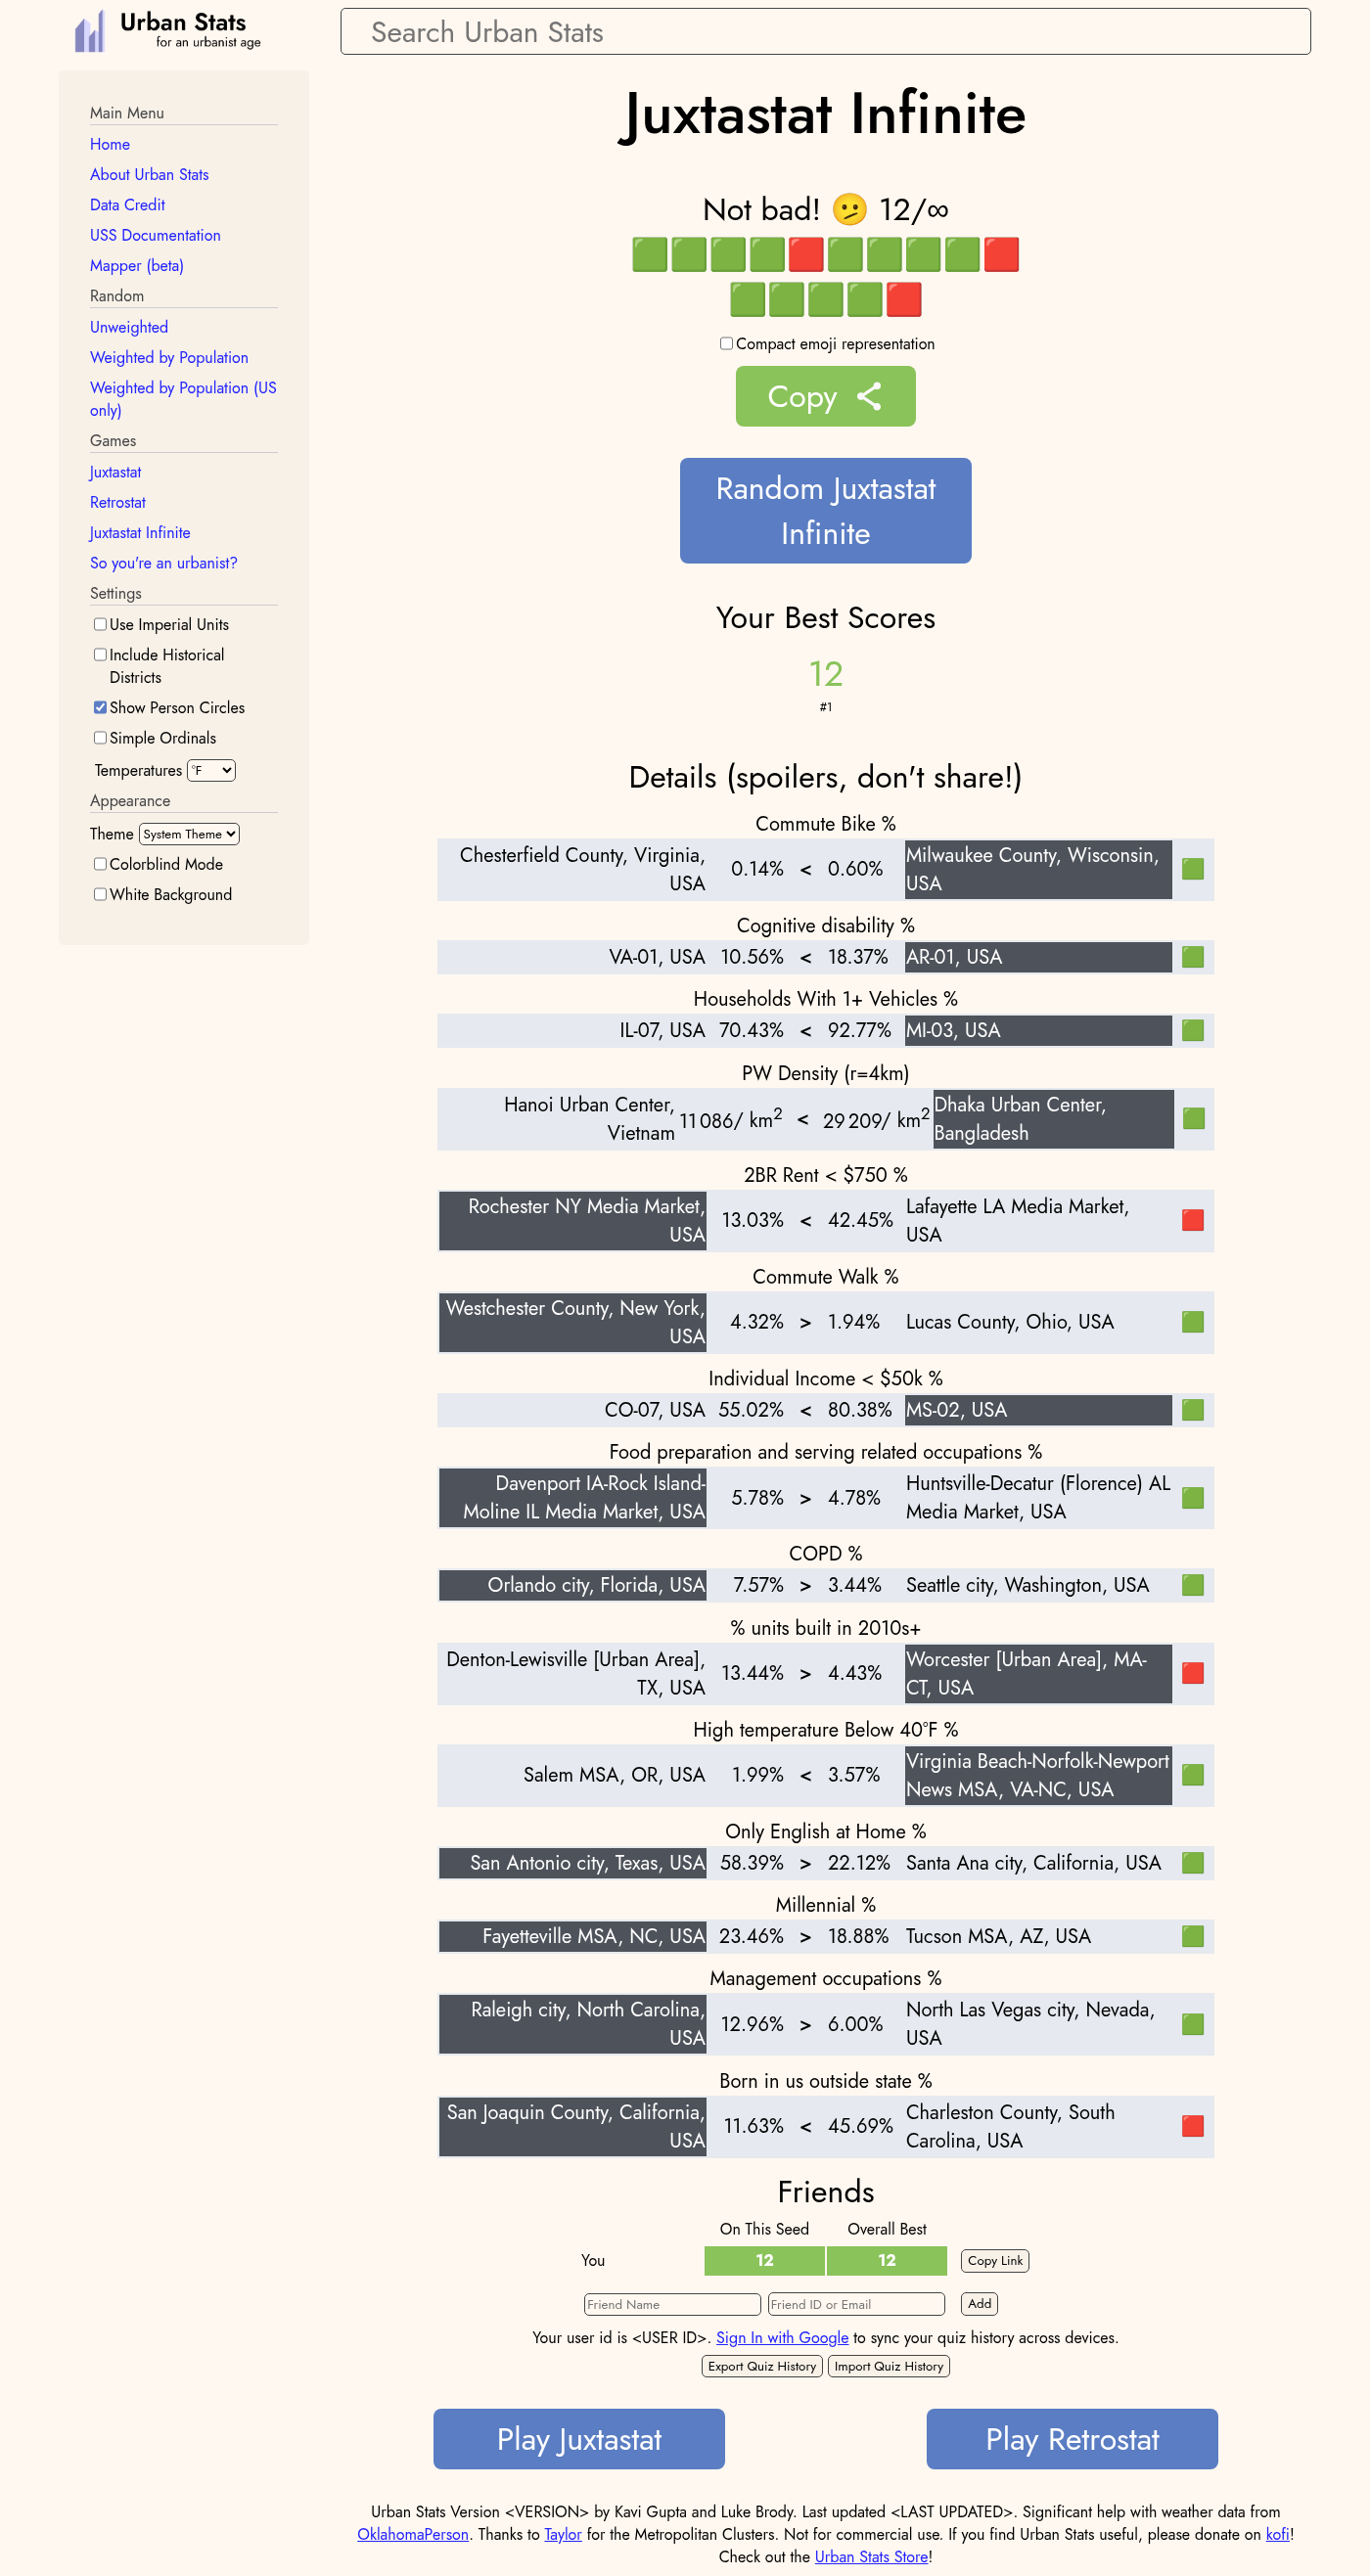 Urban Stats
for an urbanist age
Search Urban Stats
Main Menu
Home
About Urban Stats
Data Credit
USS Documentation
Mapper (beta)
Random
Unweighted
Weighted by Population
Weighted by Population (US
only)
Games
Juxtastat
Retrostat
Juxtastat Infinite
So you're an urbanist?
Settings
Use Imperial Units
Include Historical
Districts
Show Person Circles
Simple Ordinals
Temperatures °F
Appearance
Theme System Theme
Colorblind Mode
White Background
Juxtastat Infinite
Not bad! 🫤 12/∞
🟩🟩🟩🟩🟥🟩🟩🟩🟩🟥
🟩🟩🟩🟩🟥
Compact emoji representation
Copy
Random Juxtastat
Infinite
Your Best Scores
12
#1
Details (spoilers, don't share!)
Commute Bike %
Chesterfield County, Virginia,
USA
0.14% < 0.60%
Milwaukee County, Wisconsin,
USA
Cognitive disability %
VA-01, USA 10.56% < 18.37% AR-01, USA
Households With 1+ Vehicles %
IL-07, USA 70.43% < 92.77% MI-03, USA
PW Density (r=4km)
Hanoi Urban Center,
Vietnam
11 086/ km² < 29 209/ km²
Dhaka Urban Center,
Bangladesh
2BR Rent < $750 %
Rochester NY Media Market,
USA
13.03% < 42.45%
Lafayette LA Media Market,
USA
Commute Walk %
Westchester County, New York,
USA
4.32% > 1.94%
Lucas County, Ohio, USA
Individual Income < $50k %
CO-07, USA 55.02% < 80.38% MS-02, USA
Food preparation and serving related occupations %
Davenport IA-Rock Island-
Moline IL Media Market, USA
5.78% > 4.78%
Huntsville-Decatur (Florence) AL
Media Market, USA
COPD %
Orlando city, Florida, USA 7.57% > 3.44% Seattle city, Washington, USA
% units built in 2010s+
Denton-Lewisville [Urban Area],
TX, USA
13.44% > 4.43%
Worcester [Urban Area], MA-
CT, USA
High temperature Below 40°F %
Salem MSA, OR, USA
1.99% < 3.57%
Virginia Beach-Norfolk-Newport
News MSA, VA-NC, USA
Only English at Home %
San Antonio city, Texas, USA 58.39% > 22.12% Santa Ana city, California, USA
Millennial %
Fayetteville MSA, NC, USA 23.46% > 18.88% Tucson MSA, AZ, USA
Management occupations %
Raleigh city, North Carolina,
USA
12.96% > 6.00%
North Las Vegas city, Nevada,
USA
Born in us outside state %
San Joaquin County, California,
USA
11.63% < 45.69%
Charleston County, South
Carolina, USA
Friends
On This Seed Overall Best
You 12 12 Copy Link
Friend Name Friend ID or Email Add
Your user id is <USER ID>. Sign In with Google to sync your quiz history across devices.
Export Quiz History Import Quiz History
Play Juxtastat Play Retrostat
Urban Stats Version <VERSION> by Kavi Gupta and Luke Brody. Last updated <LAST UPDATED>. Significant help with weather data from
OklahomaPerson. Thanks to Taylor for the Metropolitan Clusters. Not for commercial use. If you find Urban Stats useful, please donate on kofi!
Check out the Urban Stats Store!